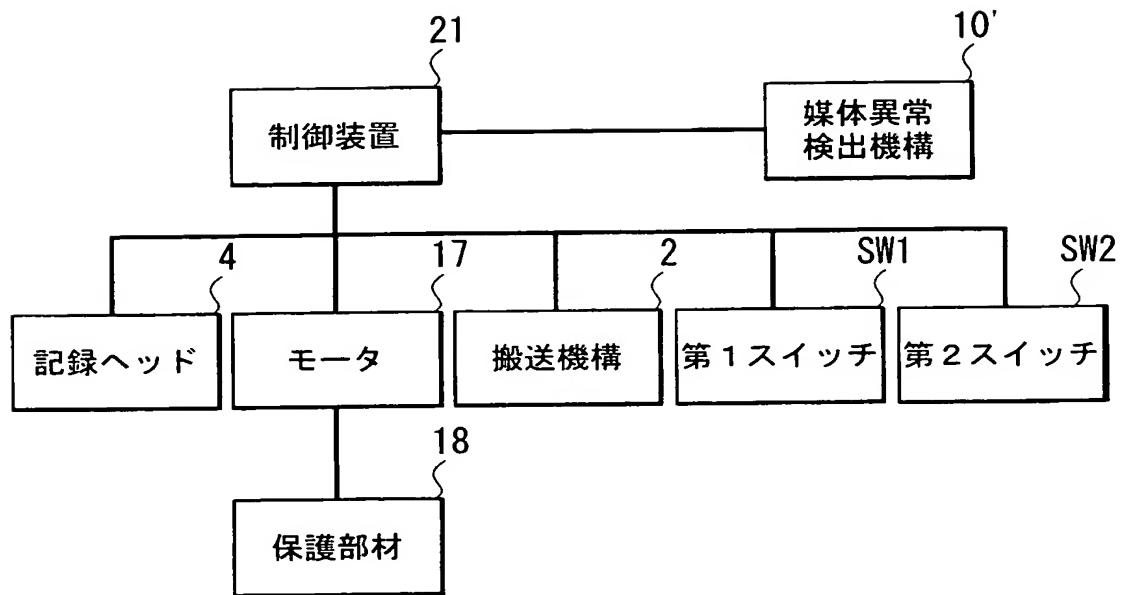 21
10'
制御装置
媒体異常
検出機構
4
17
2
SW1
SW2
記録ヘッド
モータ
搬送機構
第1スイッチ
第2スイッチ
18
保護部材